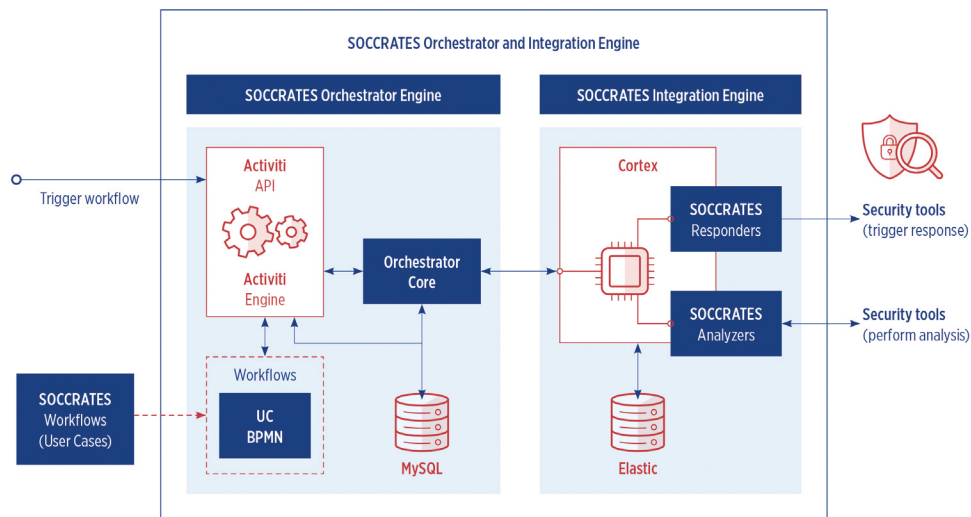 SOCCRATES Orchestrator and Integration Engine
SOCCRATES Orchestrator Engine
SOCCRATES Integration Engine
Activiti
API
Trigger workflow
Activiti
Engine
Orchestrator
Core
Cortex
SOCCRATES
Responders
Security tools
(trigger response)
SOCCRATES
Analyzers
Security tools
(perform analysis)
SOCCRATES
Workflows
(User Cases)
Workflows
UC
BPMN
MySQL
Elastic